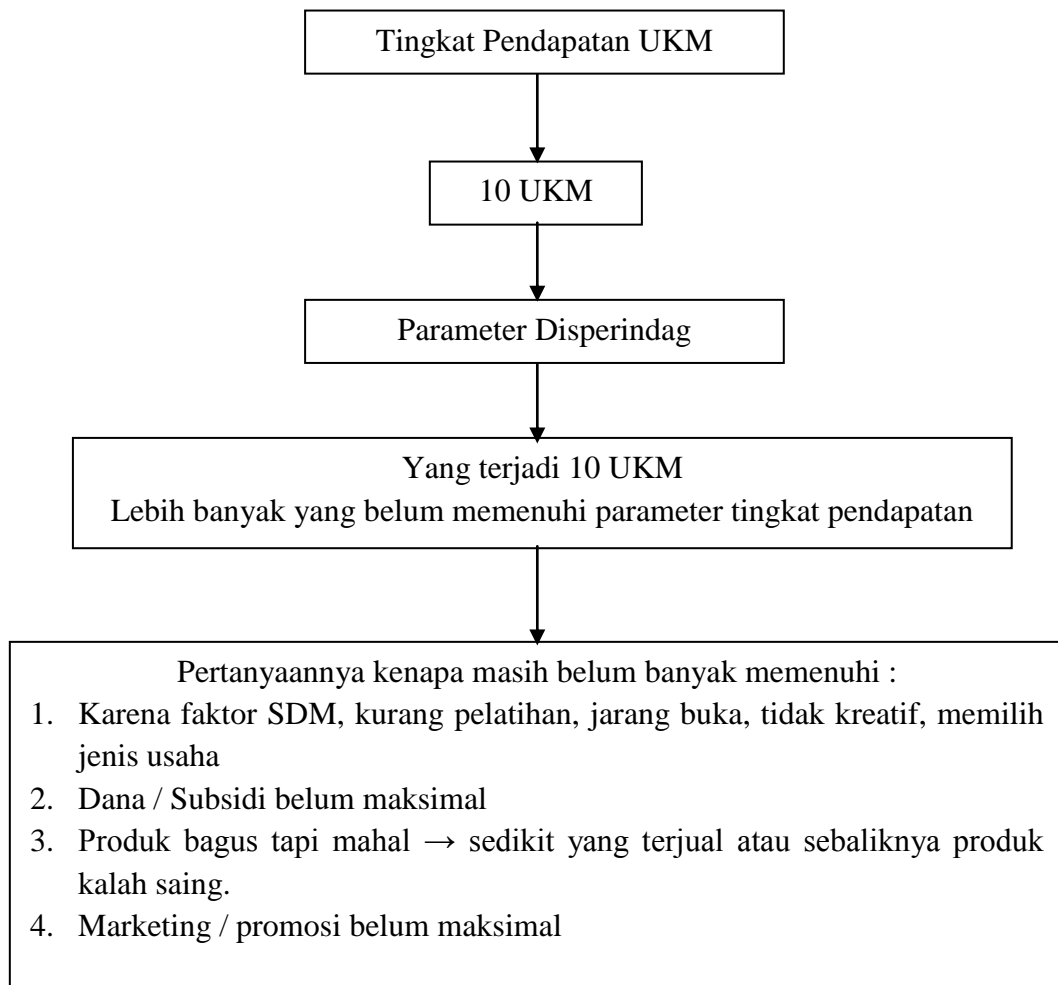 Tingkat Pendapatan UKM
10 UKM
Parameter Disperindag
Yang terjadi 10 UKM
Lebih banyak yang belum memenuhi parameter tingkat pendapatan
Pertanyaannya kenapa masih belum banyak memenuhi :
1. Karena faktor SDM, kurang pelatihan, jarang buka, tidak kreatif, memilih
jenis usaha
2. Dana / Subsidi belum maksimal
3. Produk bagus tapi mahal → sedikit yang terjual atau sebaliknya produk
kalah saing.
4. Marketing / promosi belum maksimal